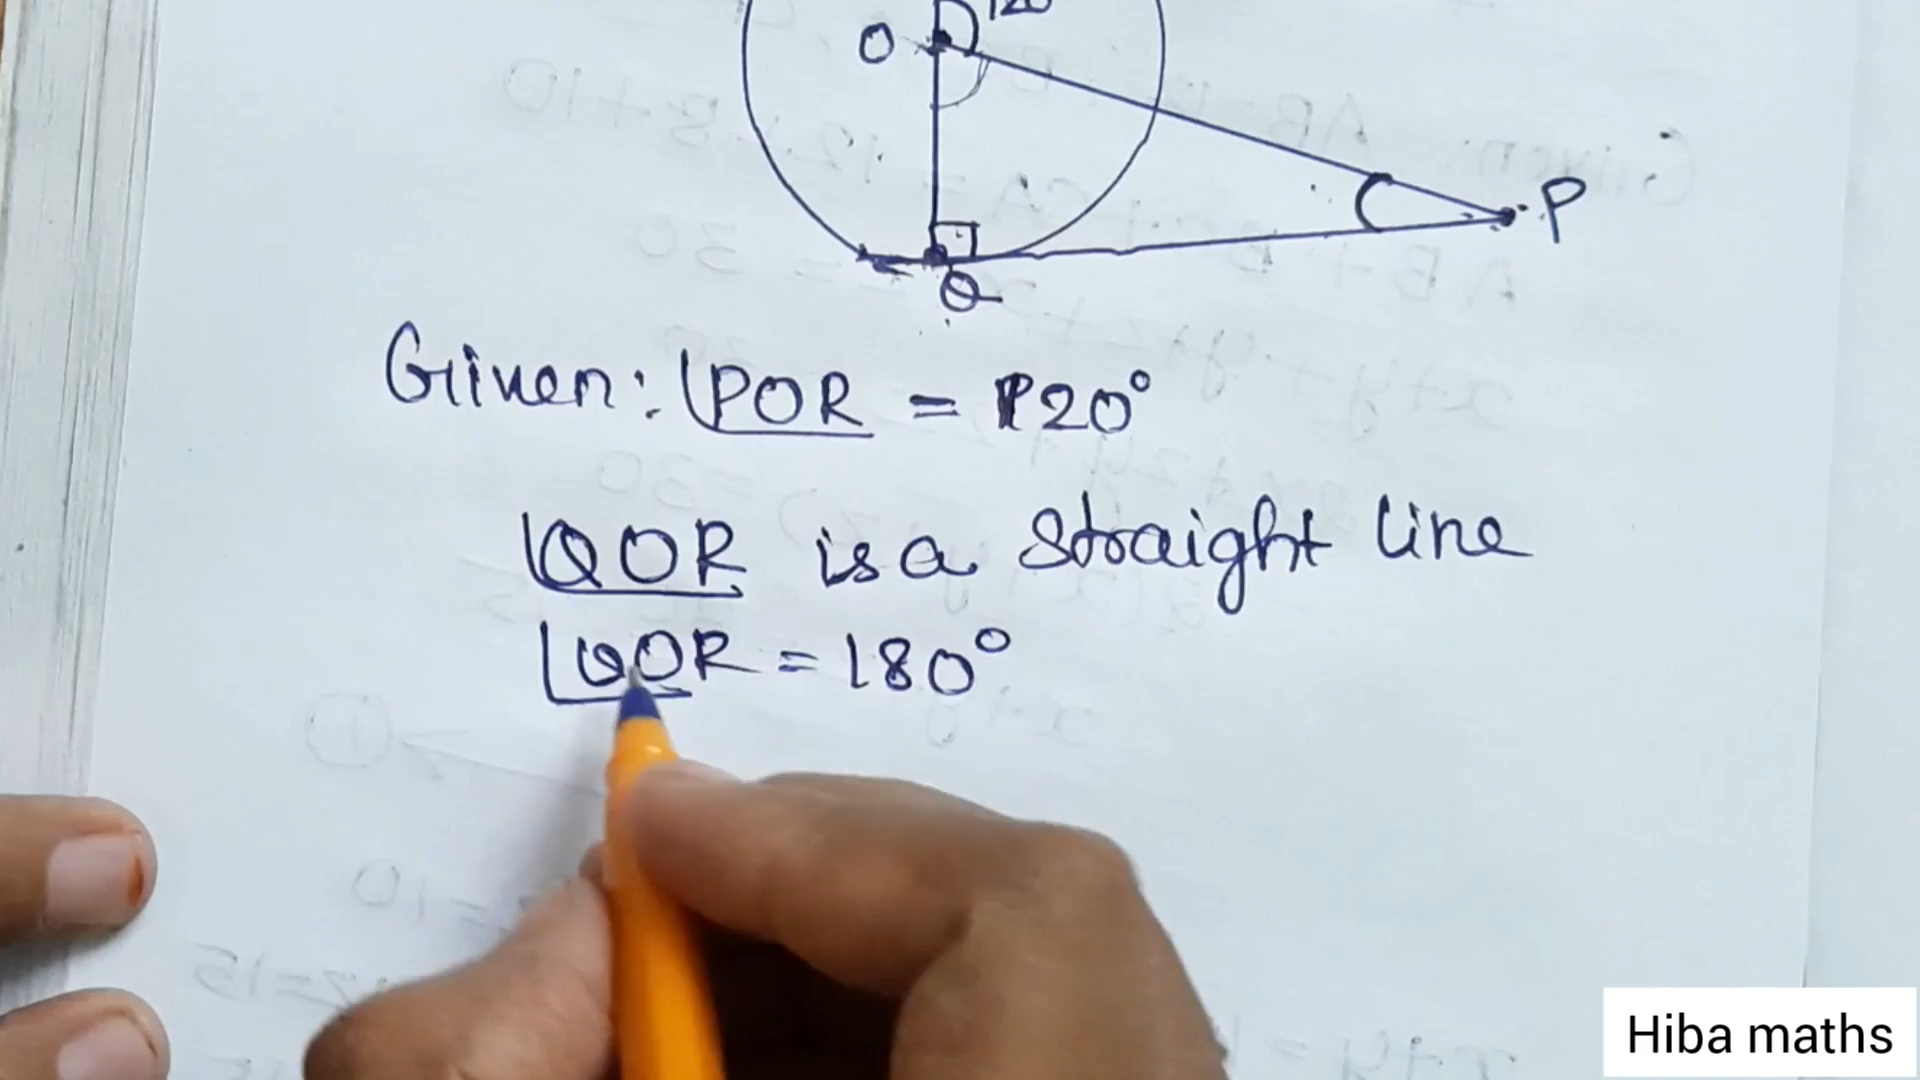 120
O
P
Q
Given: ∠POR = 120°
∠QOR is a straight line
∠QOR = 180°
Hiba maths